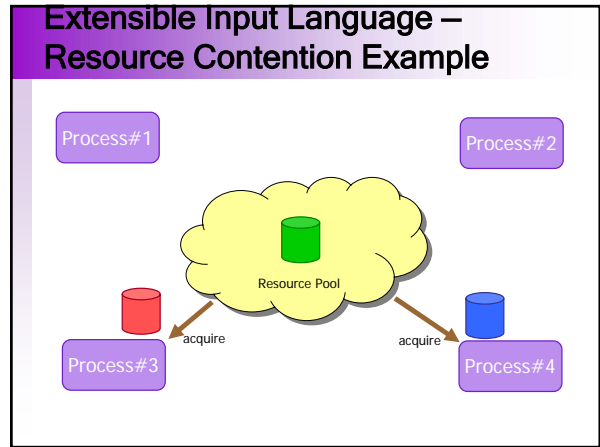 Extensible Input Language –
Resource Contention Example
Process#1
Process#2
Resource Pool
acquire
acquire
Process#3
Process#4